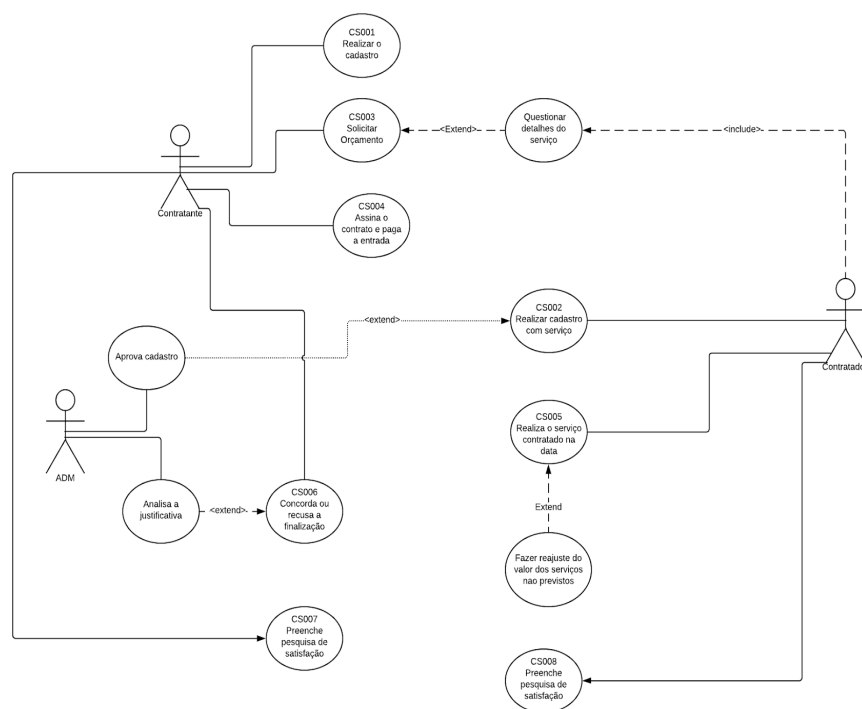 CS001
Realizar o
cadastro
CS003
Solicitar
Orçamento
<Extend>
Questionar
detalhes do
serviço
<include>
Contratante
CS004
Assina o
contrato e paga
a entrada
CS002
Realizar cadastro
com serviço
<extend>
Aprova cadastro
Contratado
CS005
Realiza o serviço
contratado na
data
ADM
Analisa a
justificativa
<extend>
CS006
Concorda ou
recusa a
finalização
Extend
Fazer reajuste do
valor dos serviços
nao previstos
CS007
Preenche
pesquisa de
satisfação
CS008
Preenche
pesquisa de
satisfação